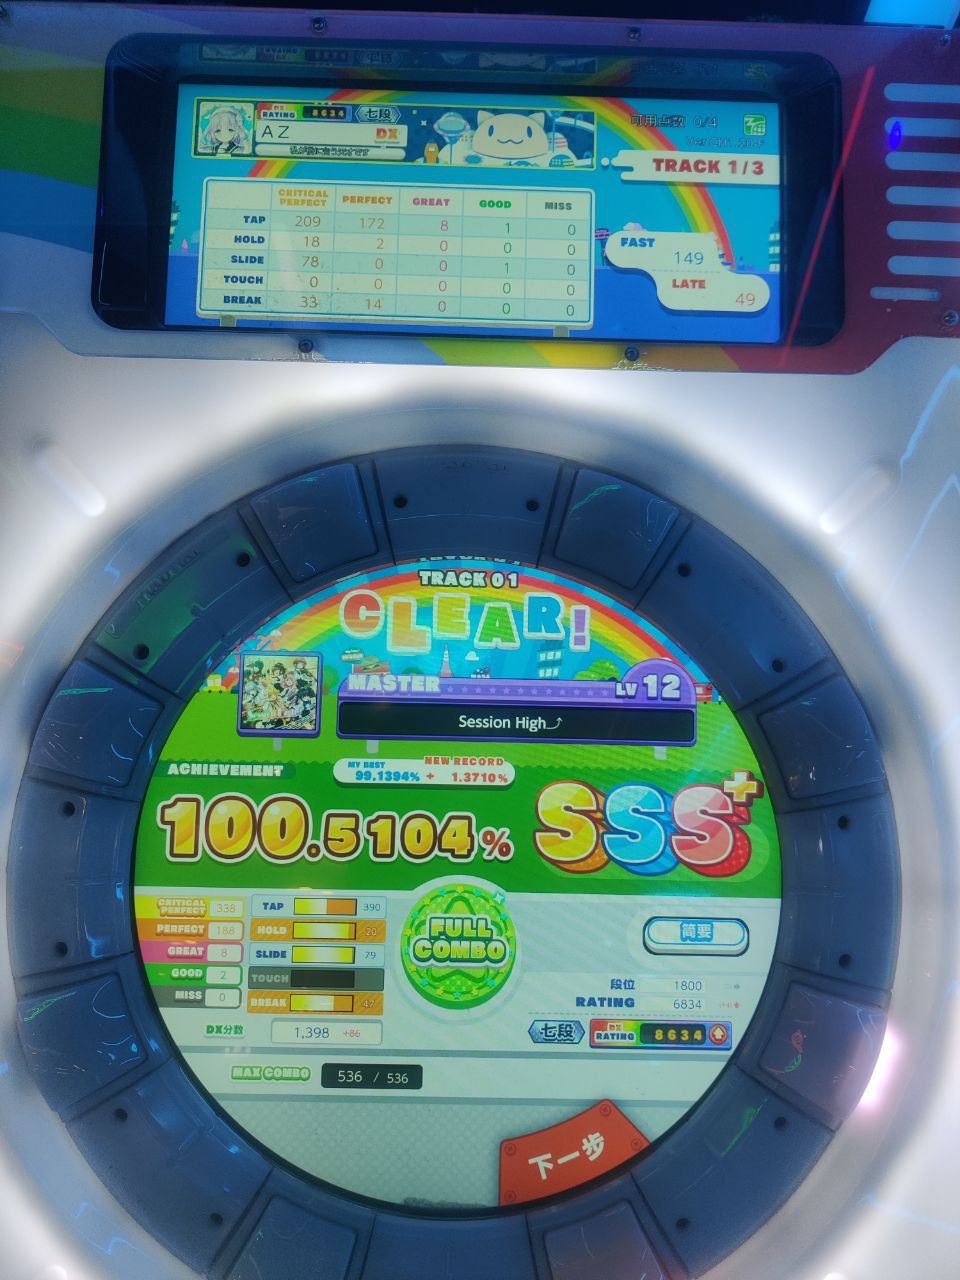 DX RATING 8634 七段
AZ DX
可用点数 0/4
TRACK 1/3
CRITICAL PERFECT PERFECT GREAT GOOD MISS
TAP 209 172 8 1 0
HOLD 18 2 0 0 0
SLIDE 78 0 0 1 0
TOUCH 0 0 0 0 0
BREAK 33 14 0 0 0
FAST 149
LATE 49
TRACK 01
CLEAR!
MASTER LV 12
Session High⤴
ACHIEVEMENT
MY BEST 99.1394% + NEW RECORD 1.3710%
100.5104% SSS+
CRITICAL PERFECT 338
PERFECT 188
GREAT 8
GOOD 2
MISS 0
TAP 390
HOLD 20
SLIDE 79
TOUCH
BREAK 47
FULL COMBO
简要
段位 1800
RATING 6834
七段 DX RATING 8634
DX分数 1,398 +86
MAX COMBO 536 / 536
下一步